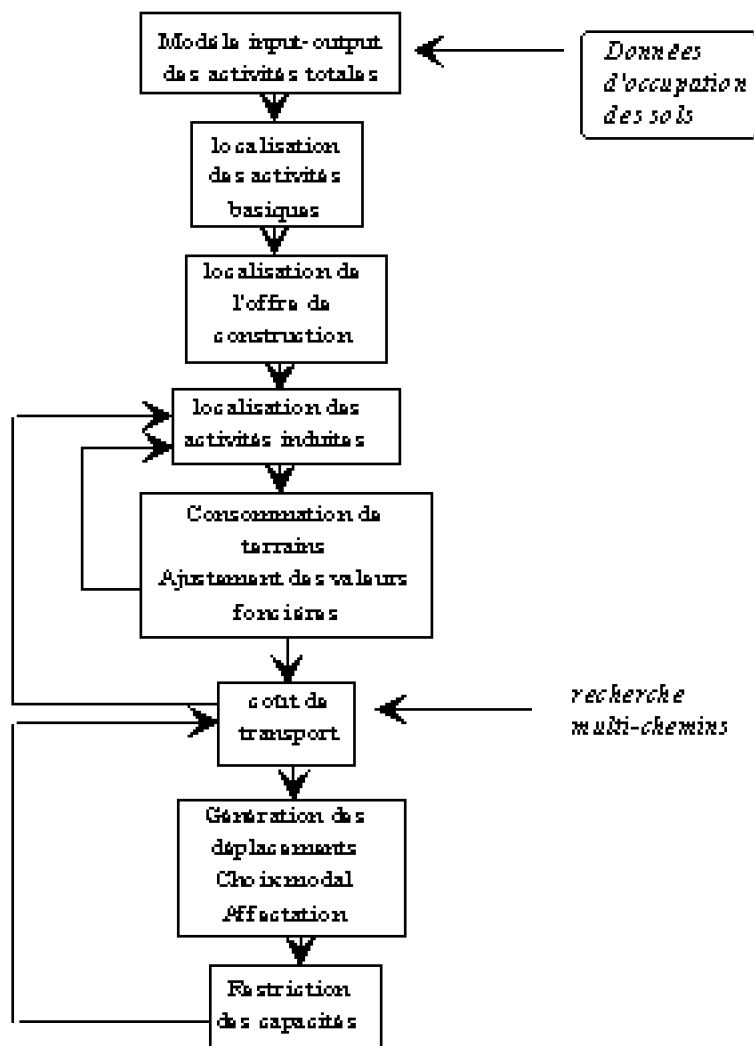 Modèle input-output
des activités totales
Données
d'occupation
des sols
localisation
des activités
basiques
localisation de
l'offre de
construction
localisation des
activités induites
Consommation de
terrains
Ajustement des valeurs
foncières
coût de
transport
recherche
multi-chemins
Génération des
déplacements
Choix modal
Affectation
Restriction
des capacités